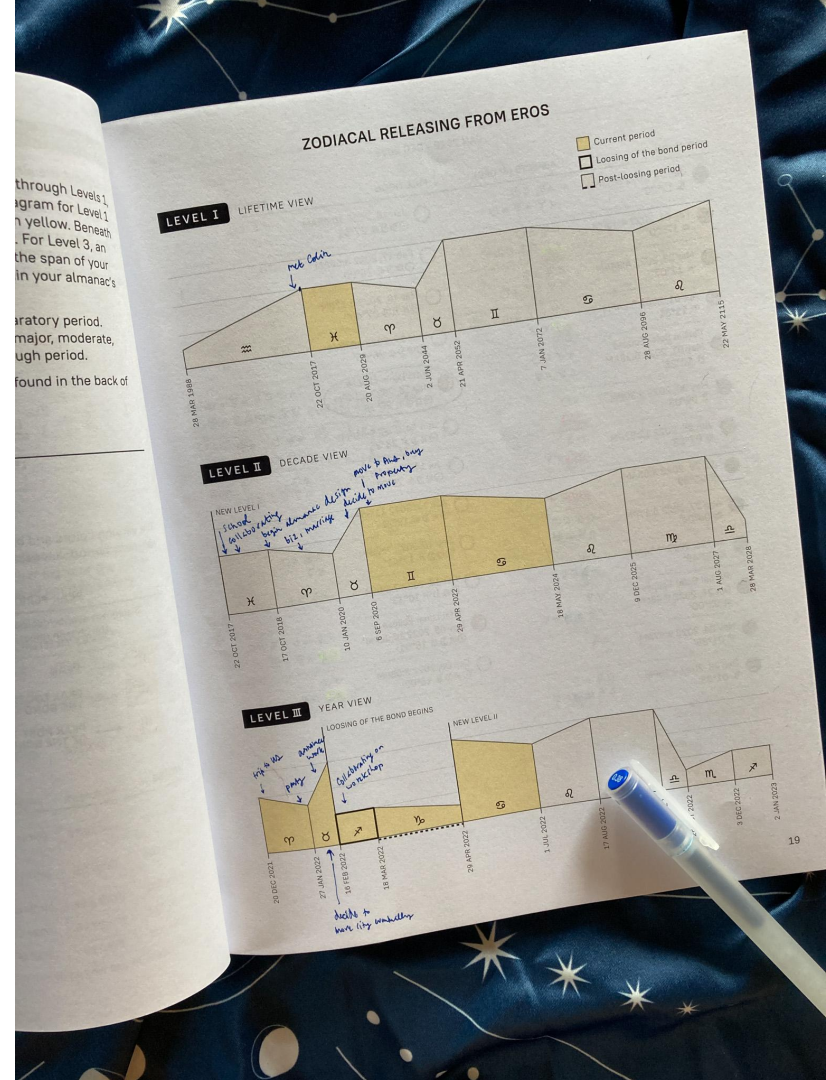 through Levels 1,
agram for Level 1
n yellow. Beneath
. For Level 3, an
the span of your
in your almanac's
aratory period.
major, moderate,
ugh period.
found in the back of
ZODIACAL RELEASING FROM EROS
Current period
Loosing of the bond period
Post-loosing period
LEVEL I LIFETIME VIEW
met Colin
♒ ♓ ♈ ♉ ♊ ♋ ♌
28 MAR 1988
22 OCT 2017
20 AUG 2029
2 JUN 2044
21 APR 2052
7 JAN 2072
28 AUG 2096
22 MAY 2115
LEVEL II DECADE VIEW
NEW LEVEL I
school
collaborating
begin almanac design
biz, marriage
decide to move
move to Aus, buy
property
♓ ♈ ♉ ♊ ♋ ♌ ♍ ♎
22 OCT 2017
17 OCT 2018
10 JAN 2020
6 SEP 2020
29 APR 2022
18 MAY 2024
9 DEC 2025
1 AUG 2027
28 MAR 2028
LEVEL III YEAR VIEW
LOOSING OF THE BOND BEGINS
NEW LEVEL II
trip to
party
announce
work
collaborating on
workshop
♈ ♉ ♐ ♑ ♋ ♌ ♎ ♏ ♐
20 DEC 2021
27 JAN 2022
16 FEB 2022
18 MAR 2022
29 APR 2022
1 JUL 2022
17 AUG 2022
2022
3 DEC 2022
2 JAN 2023
decide to
move city eventually
19